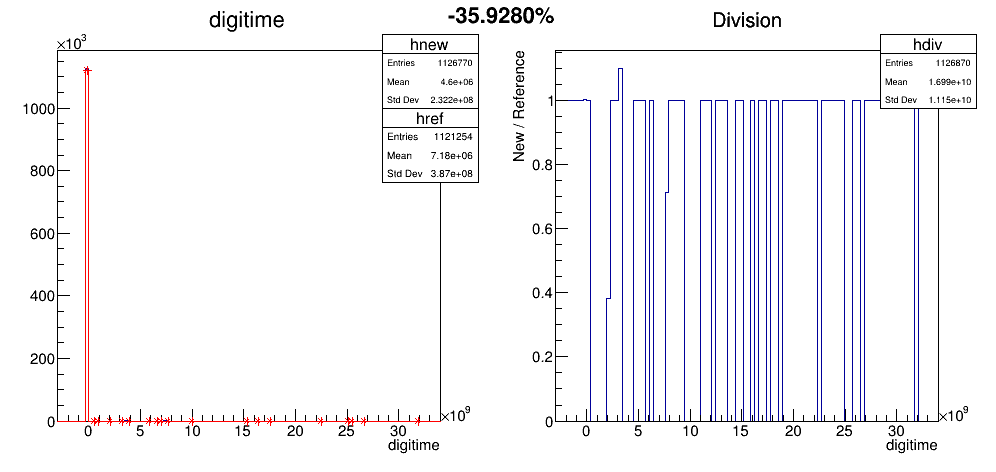 -35.9280%
digitime
×10³
hnew
Entries 1126770
Mean 4.6e+06
Std Dev 2.322e+08
href
Entries 1121254
Mean 7.18e+06
Std Dev 3.87e+08
1000
800
600
400
200
0
0 5 10 15 20 25 30
×10⁹
digitime
Division
hdiv
Entries 1126870
Mean 1.699e+10
Std Dev 1.115e+10
New / Reference
1
0.8
0.6
0.4
0.2
0
0 5 10 15 20 25 30
×10⁹
digitime